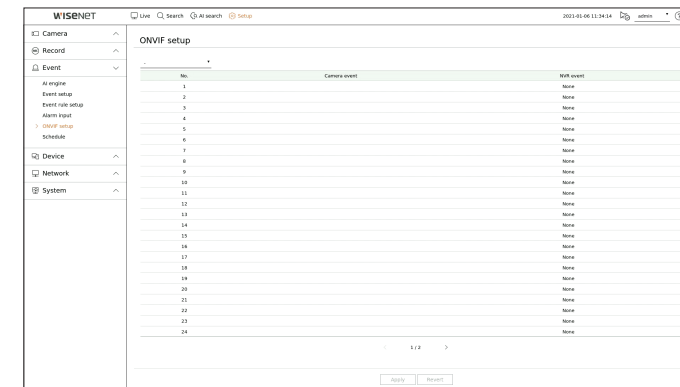 WISENET
Live Search AI search Setup 2021-01-06 11:34:14 admin
Camera
Record
Event
AI engine
Event setup
Event rule setup
Alarm input
ONVIF setup
Schedule
Device
Network
System
ONVIF setup
-
No. Camera event NVR event
1 None
2 None
3 None
4 None
5 None
6 None
7 None
8 None
9 None
10 None
11 None
12 None
13 None
14 None
15 None
16 None
17 None
18 None
19 None
20 None
21 None
22 None
23 None
24 None
1 / 2
Apply Revert